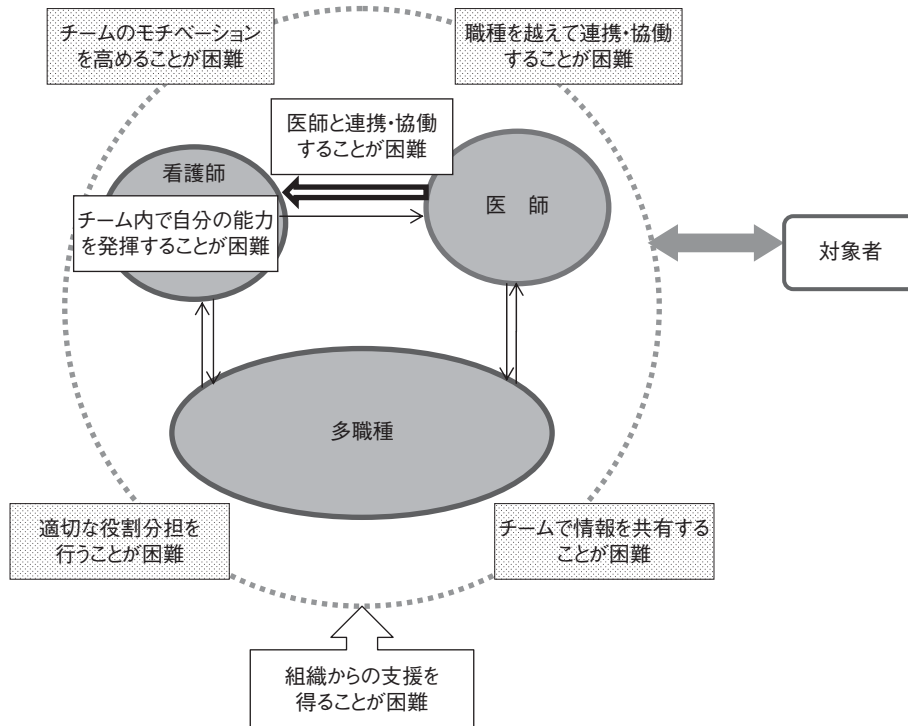 チームのモチベーション
を高めることが困難
職種を越えて連携・協働
することが困難
医師と連携・協働
することが困難
看護師
チーム内で自分の能力
を発揮することが困難
医　師
対象者
多職種
適切な役割分担を
行うことが困難
チームで情報を共有する
ことが困難
組織からの支援を
得ることが困難